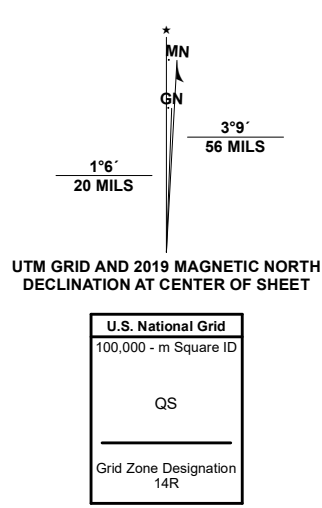 ★
MN
GN
3°9´
56 MILS
1°6´
20 MILS
UTM GRID AND 2019 MAGNETIC NORTH
DECLINATION AT CENTER OF SHEET
U.S. National Grid
100,000 - m Square ID
QS
Grid Zone Designation
14R